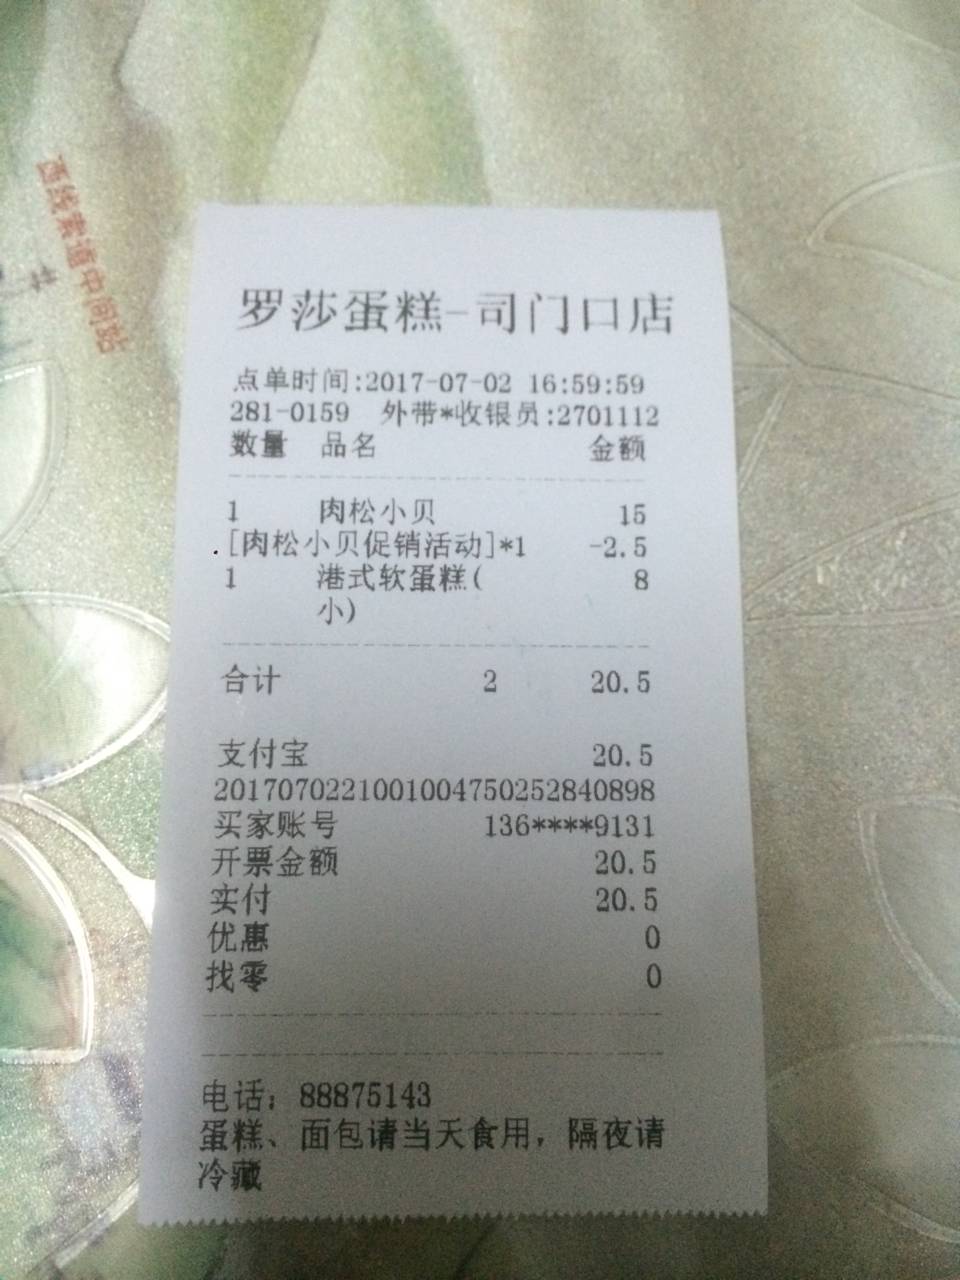 罗莎蛋糕-司门口店
点单时间:2017-07-02 16:59:59
281-0159 外带*收银员:2701112
数量 品名 金额
1 肉松小贝 15
[肉松小贝促销活动]*1 -2.5
1 港式软蛋糕( 8
小)
合计 2 20.5
支付宝 20.5
2017070221001004750252840898
买家账号 136****9131
开票金额 20.5
实付 20.5
优惠 0
找零 0
电话: 88875143
蛋糕、面包请当天食用,隔夜请
冷藏